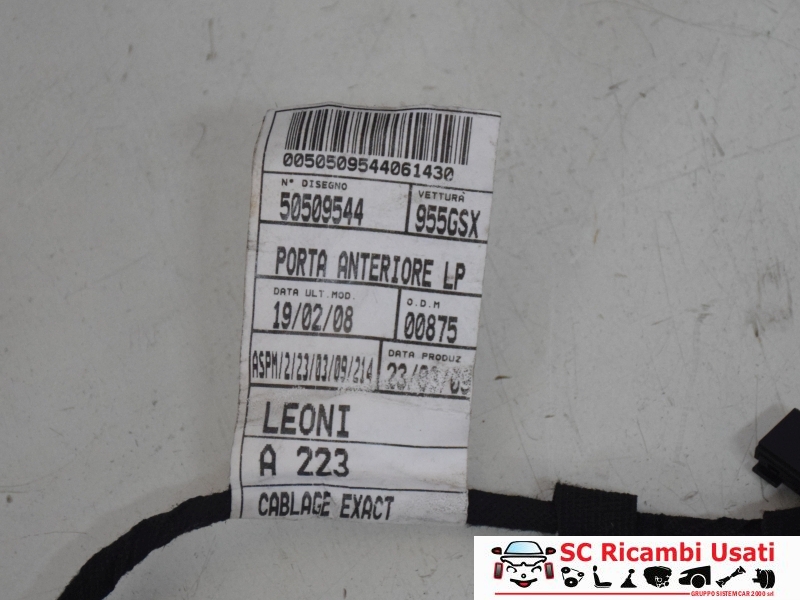 0050509544061430
N° DISEGNO
50509544
VETTURA
955GSX
PORTA ANTERIORE LP
DATA ULT.MOD.
19/02/08
O.D.M
00875
ASPM/2/23/03/09/214
DATA PRODUZ
LEONI
A 223
CABLAGE EXACT
SC Ricambi Usati
GRUPPO SISTEMCAR 2000 srl